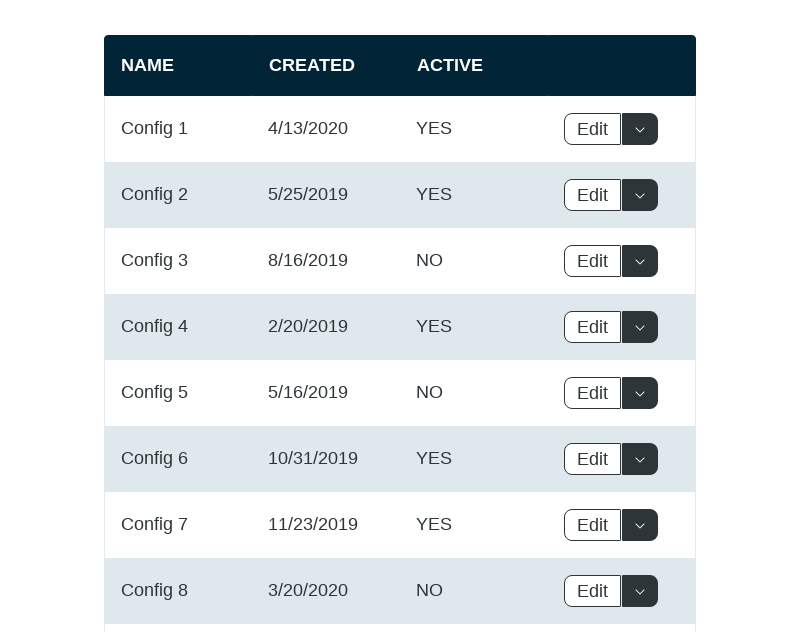 NAME CREATED ACTIVE
Config 1 4/13/2020 YES Edit
Config 2 5/25/2019 YES Edit
Config 3 8/16/2019 NO Edit
Config 4 2/20/2019 YES Edit
Config 5 5/16/2019 NO Edit
Config 6 10/31/2019 YES Edit
Config 7 11/23/2019 YES Edit
Config 8 3/20/2020 NO Edit